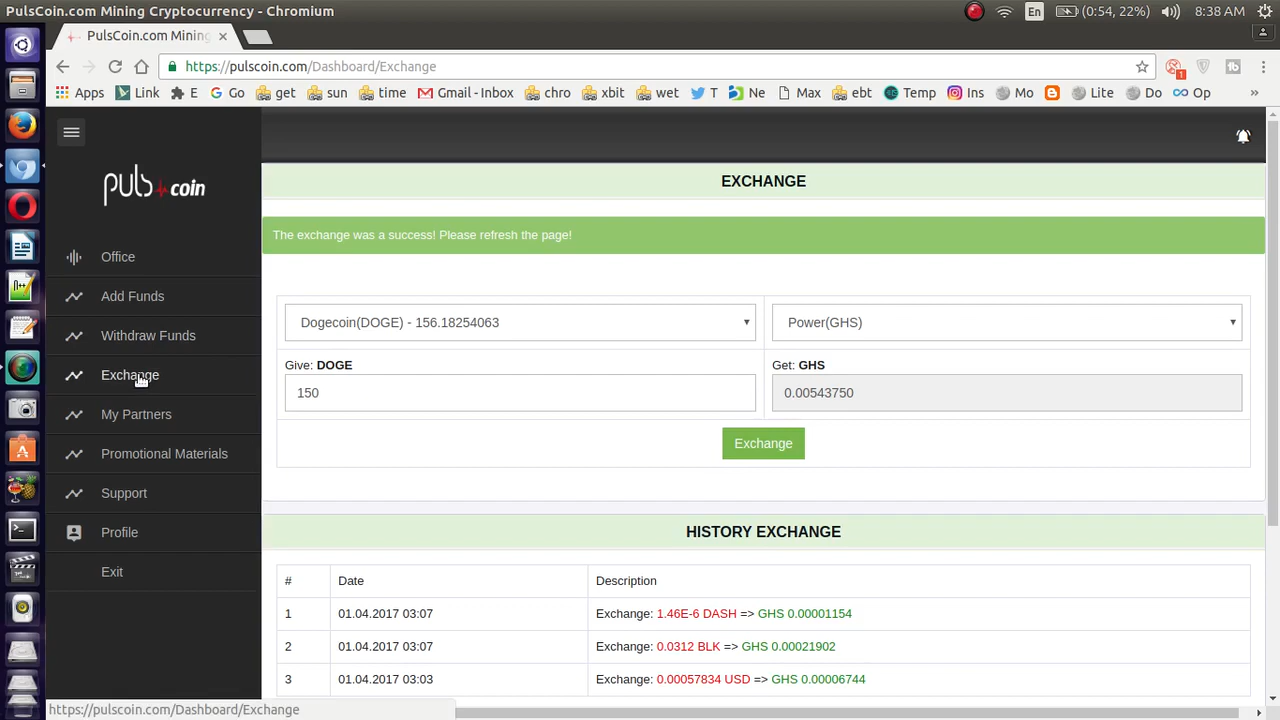 PulsCoin.com Mining Cryptocurrency - Chromium
En
(0:54, 22%)
8:38 AM
PulsCoin.com Mining
https://pulscoin.com/Dashboard/Exchange
1
Apps
Link
E
Go
get
sun
time
Gmail - Inbox
chro
xbit
wet
T
Max
ebt
Temp
Ins
Mo
Lite
Do
Op
»
puls coin
EXCHANGE
The exchange was a success! Please refresh the page!
Office
Add Funds
Withdraw Funds
Exchange
My Partners
Promotional Materials
Support
Profile
Exit
Dogecoin(DOGE) - 156.18254063
Power(GHS)
Give: DOGE
Get: GHS
150
0.00543750
Exchange
HISTORY EXCHANGE
# Date Description
1 01.04.2017 03:07 Exchange: 1.46E-6 DASH => GHS 0.00001154
2 01.04.2017 03:07 Exchange: 0.0312 BLK => GHS 0.00021902
3 01.04.2017 03:03 Exchange: 0.00057834 USD => GHS 0.00006744
https://pulscoin.com/Dashboard/Exchange